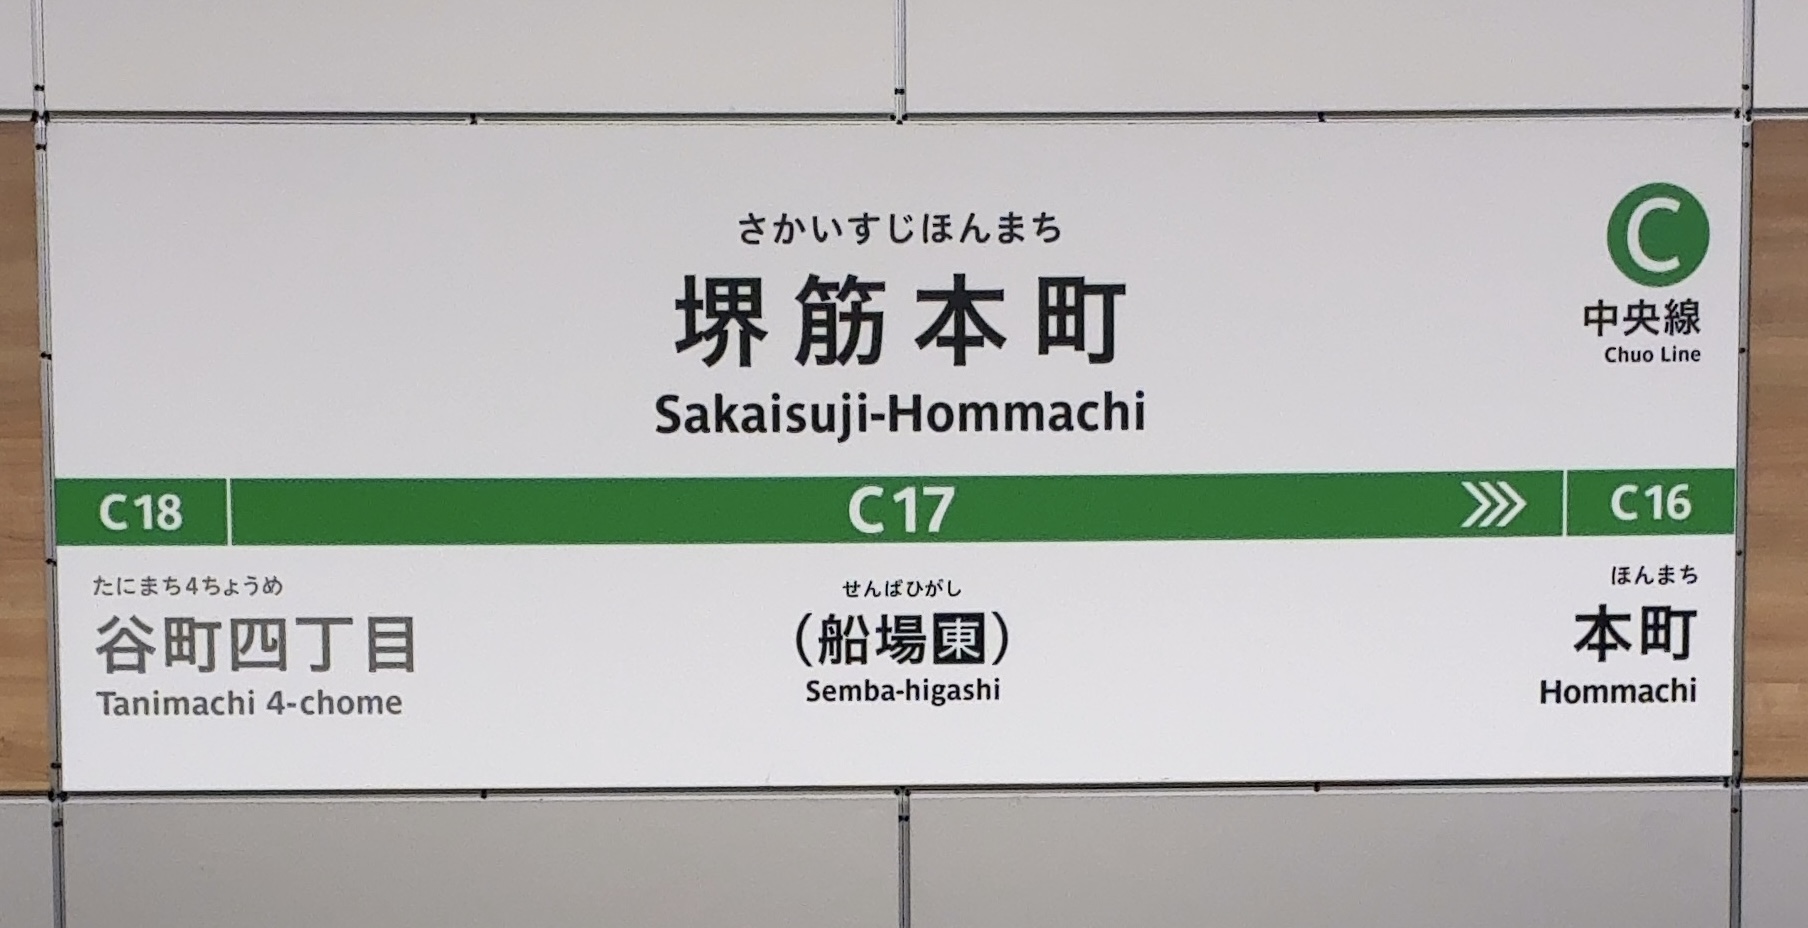 さかいすじほんまち
堺筋本町
Sakaisuji-Hommachi
C
中央線
Chuo Line
C18
C17
C16
たにまち4ちょうめ
谷町四丁目
Tanimachi 4-chome
せんばひがし
(船場東)
Semba-higashi
ほんまち
本町
Hommachi